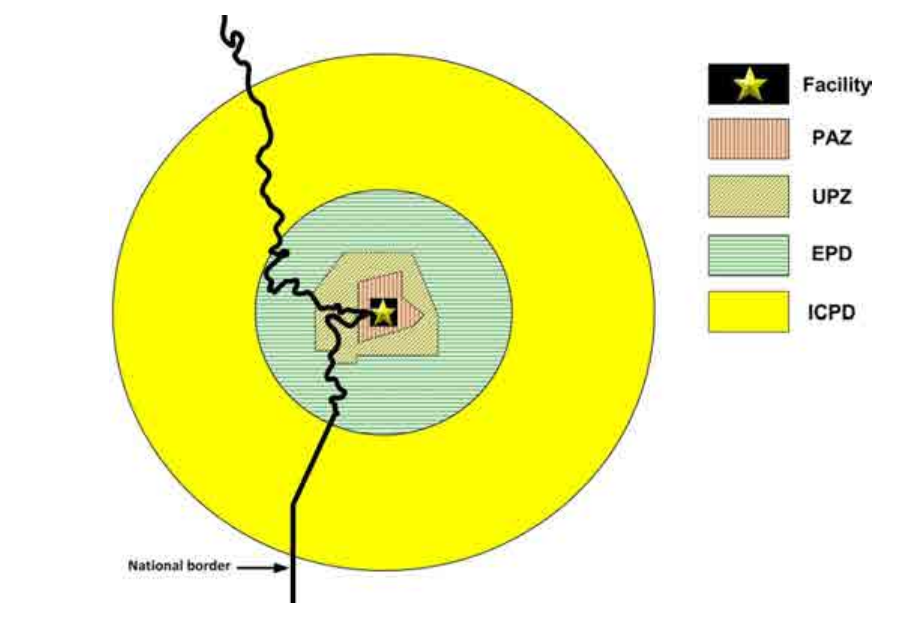 Facility
PAZ
UPZ
EPD
ICPD
National border